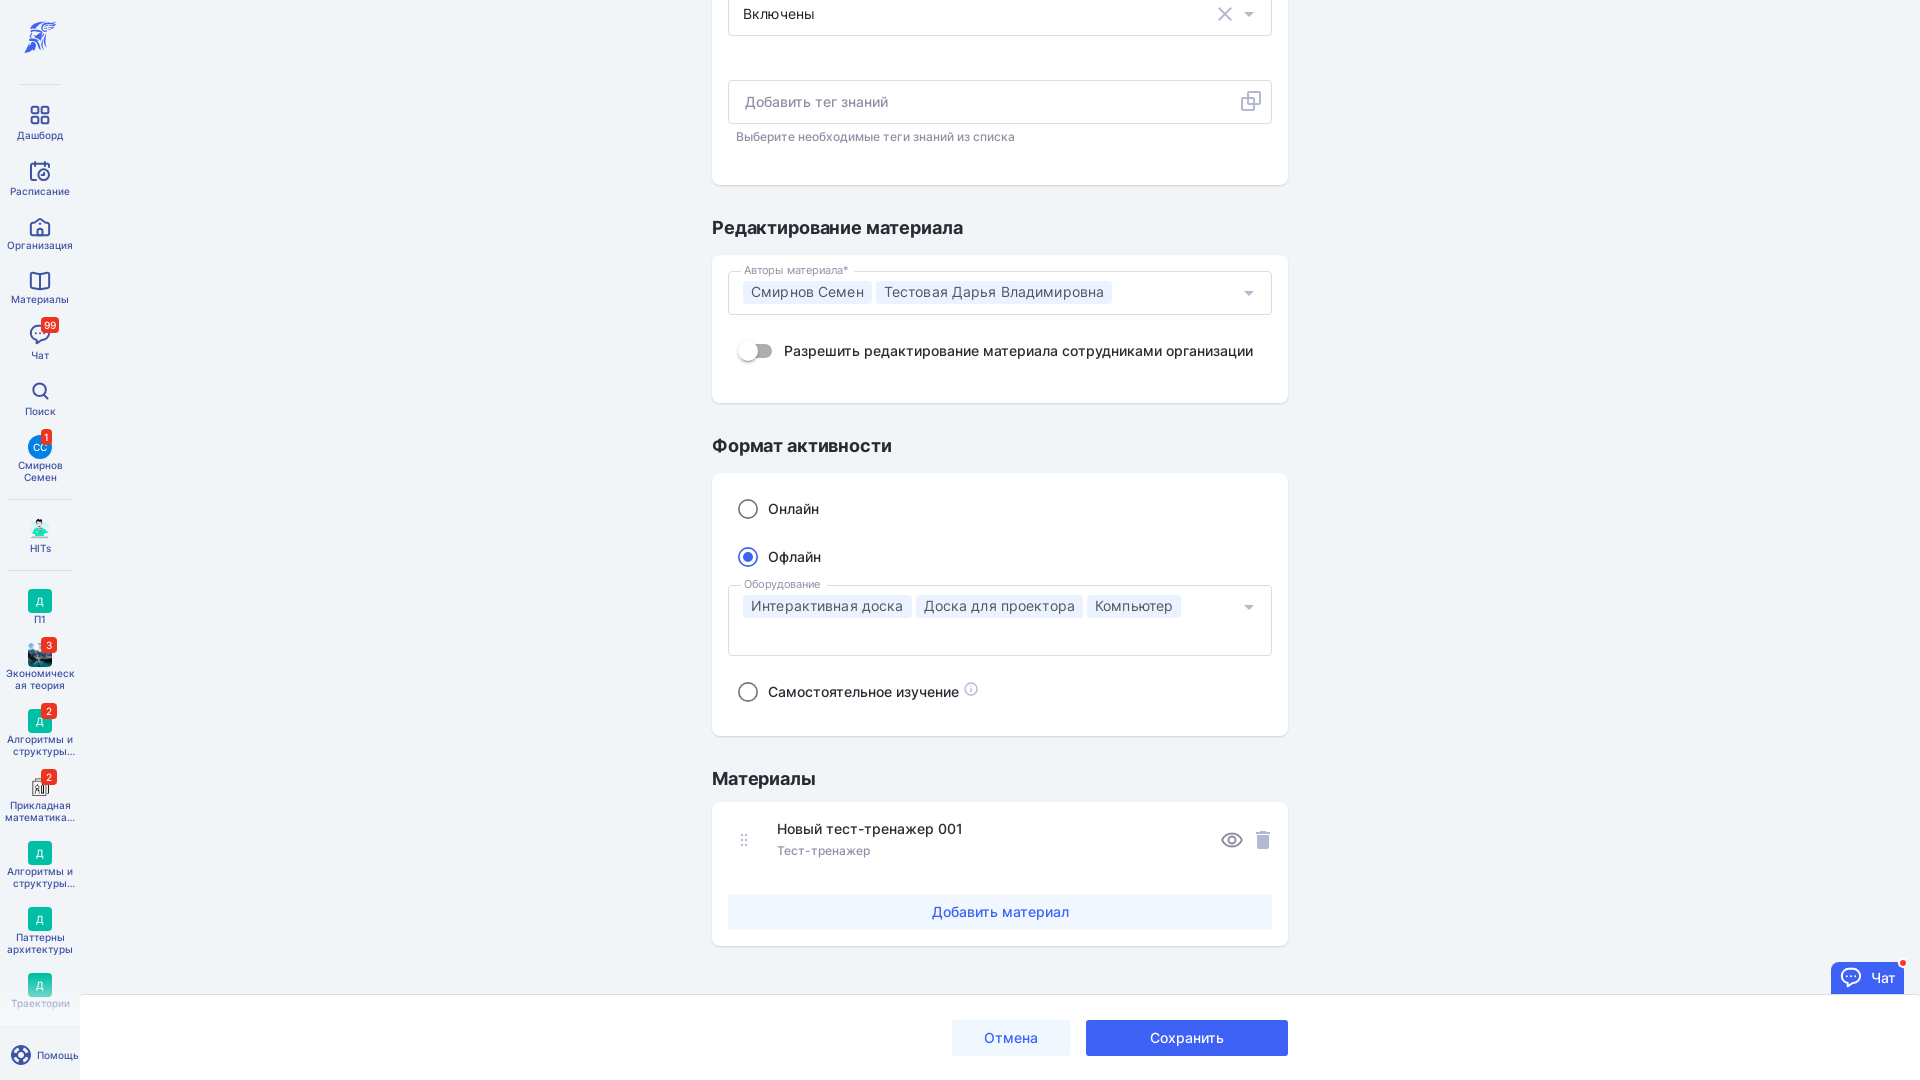 Дашборд
Расписание
Организация
Материалы
99
Чат
Поиск
СС
1
Смирнов
Семен
HITs
Д
П1
3
Экономическ
ая теория
Д
2
Алгоритмы и
структуры...
2
Прикладная
математика...
Д
Алгоритмы и
структуры...
Д
Паттерны
архитектуры
Д
Траектории
Помощь
Включены
Добавить тег знаний
Выберите необходимые теги знаний из списка
Редактирование материала
Авторы материала*
Смирнов Семен Тестовая Дарья Владимировна
Разрешить редактирование материала сотрудниками организации
Формат активности
Онлайн
Офлайн
Оборудование
Интерактивная доска Доска для проектора Компьютер
Самостоятельное изучение
Материалы
Новый тест-тренажер 001
Тест-тренажер
Добавить материал
Чат
Отмена Сохранить